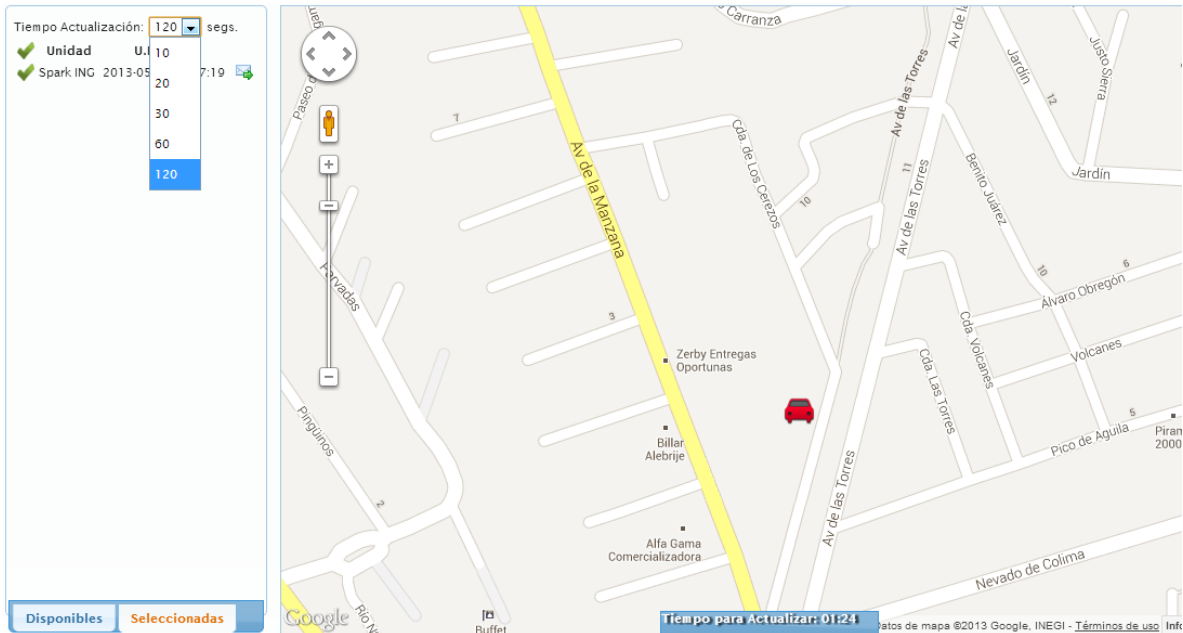 Tiempo Actualización: 120 segs.
Unidad
Spark ING 2013-05 7:19
10
20
30
60
120
Disponibles
Seleccionadas
Carranza
Av de las Torres
Av de las Torres
Av de las Torres
Jardín
Justo Sierra
12
Jardín
7
Av de la Manzana
Cda. de Los Cerezos
10
11
Benito Juárez
10
6
Álvaro Obregón
Cda. Volcanes
Volcanes
Cda. Las Torres
5
Pico de Aguila
2000
Parvadas
3
Zerby Entregas
Oportunas
Billar
Alebrije
Pingüinos
2
Alfa Gama
Comercializadora
Nevado de Colima
Buffet
Google
Tiempo para Actualizar: 01:24
atos de mapa ©2013 Google, INEGI - Términos de uso